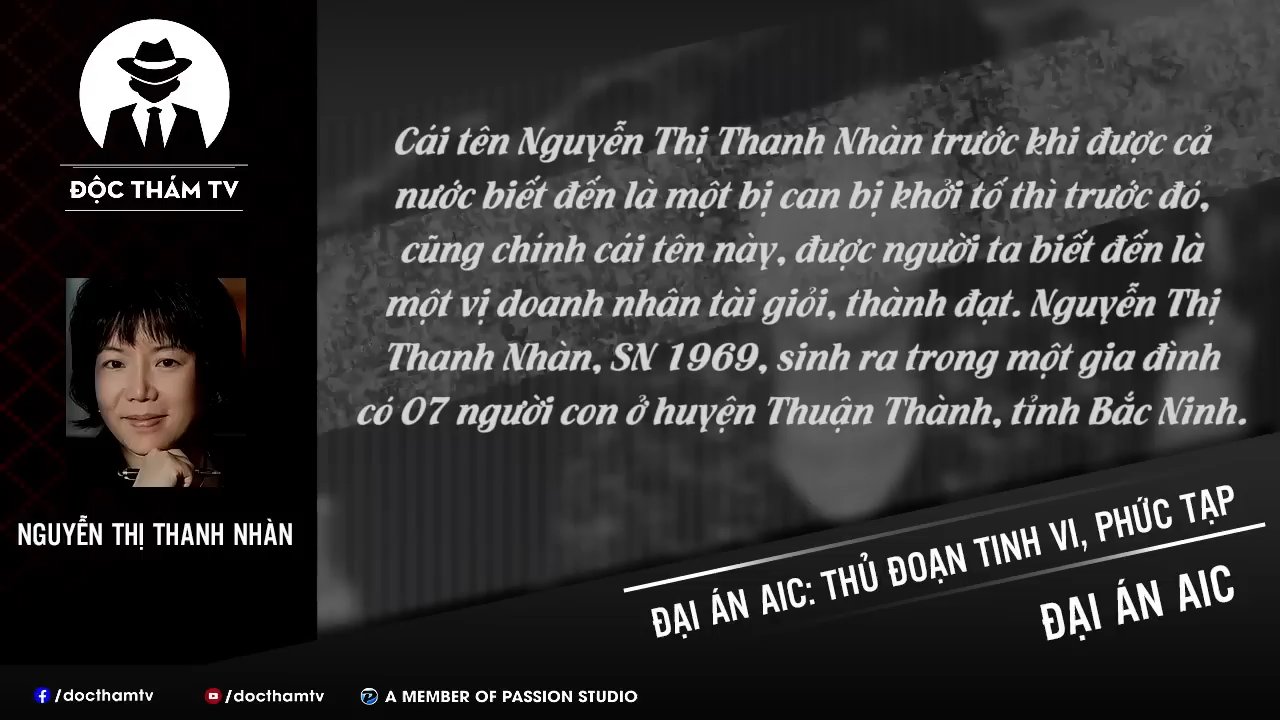 ĐỘC THÁM TV
NGUYỄN THỊ THANH NHÀN
Cái tên Nguyễn Thị Thanh Nhàn trước khi được cả
nước biết đến là một bị can bị khởi tố thì trước đó,
cũng chính cái tên này, được người ta biết đến là
một vị doanh nhân tài giỏi, thành đạt. Nguyễn Thị
Thanh Nhàn, SN 1969, sinh ra trong một gia đình
có 07 người con ở huyện Thuận Thành, tỉnh Bắc Ninh.
ĐẠI ÁN AIC: THỦ ĐOẠN TINH VI, PHỨC TẠP
ĐẠI ÁN AIC
/docthamtv
/docthamtv
A MEMBER OF PASSION STUDIO